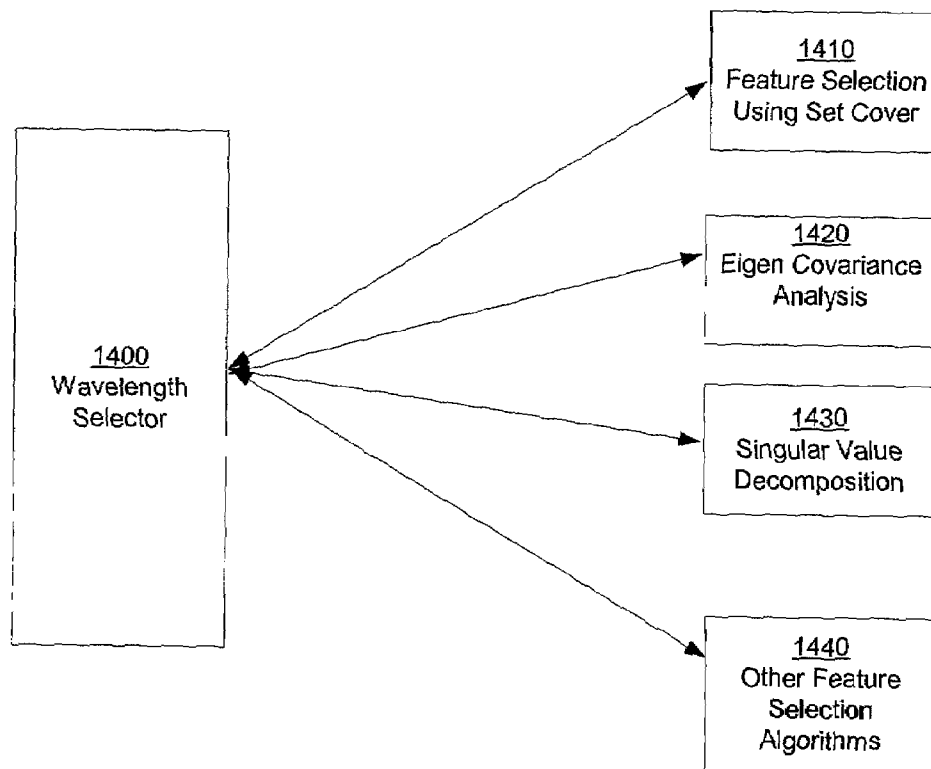 1410
Feature Selection
Using Set Cover
1420
Eigen Covariance
Analysis
1400
Wavelength
Selector
1430
Singular Value
Decomposition
1440
Other Feature
Selection
Algorithms